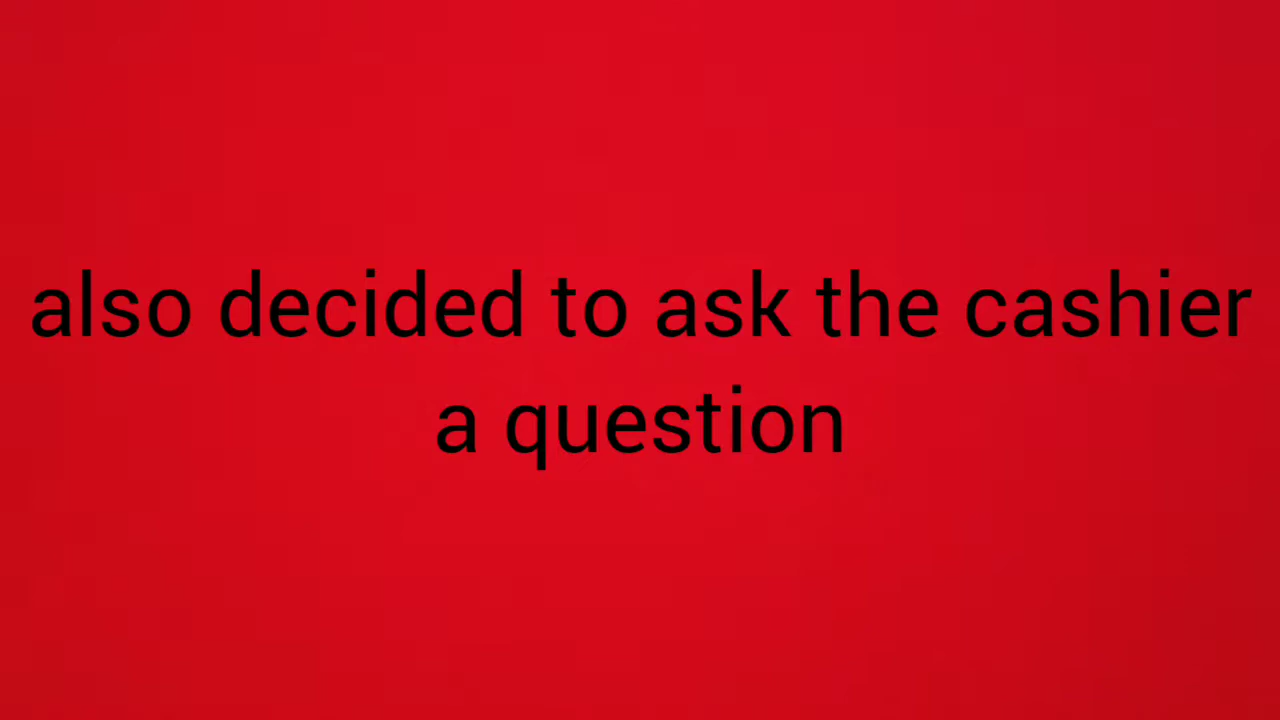 also decided to ask the cashier
a question